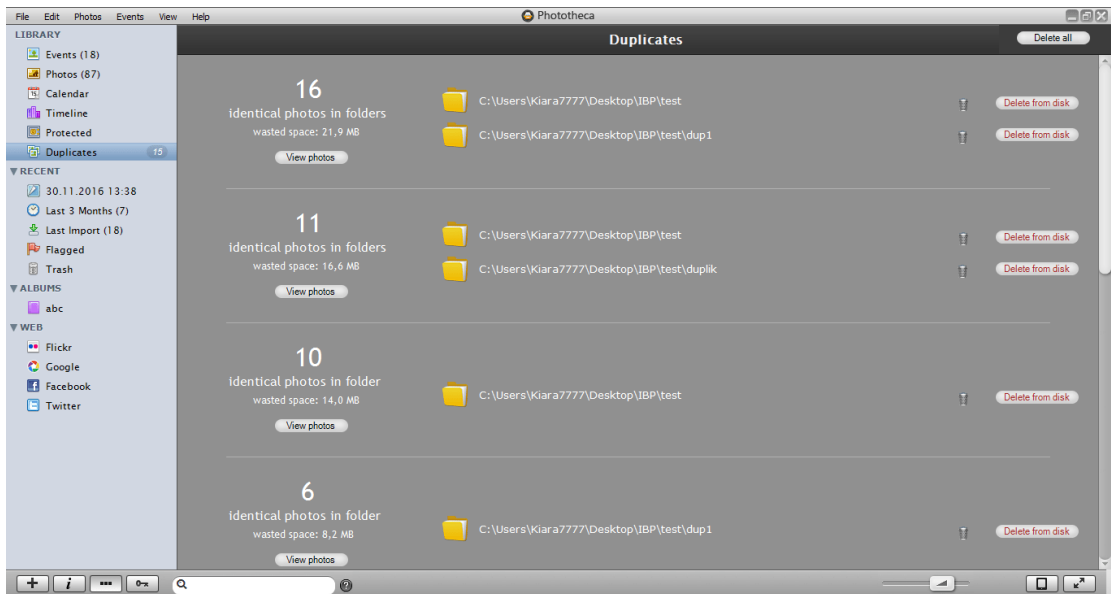 File Edit Photos Events View Help
Phototheca
LIBRARY
Events (18)
Photos (87)
Calendar
Timeline
Protected
Duplicates 15
RECENT
30.11.2016 13:38
Last 3 Months (7)
Last Import (18)
Flagged
Trash
ALBUMS
abc
WEB
Flickr
Google
Facebook
Twitter
Duplicates
Delete all
16
identical photos in folders
wasted space: 21,9 MB
View photos
C:\Users\Kiara7777\Desktop\IBP\test
Delete from disk
C:\Users\Kiara7777\Desktop\IBP\test\dup1
Delete from disk
11
identical photos in folders
wasted space: 16,6 MB
View photos
C:\Users\Kiara7777\Desktop\IBP\test
Delete from disk
C:\Users\Kiara7777\Desktop\IBP\test\duplik
Delete from disk
10
identical photos in folder
wasted space: 14,0 MB
View photos
C:\Users\Kiara7777\Desktop\IBP\test
Delete from disk
6
identical photos in folder
wasted space: 8,2 MB
View photos
C:\Users\Kiara7777\Desktop\IBP\test\dup1
Delete from disk